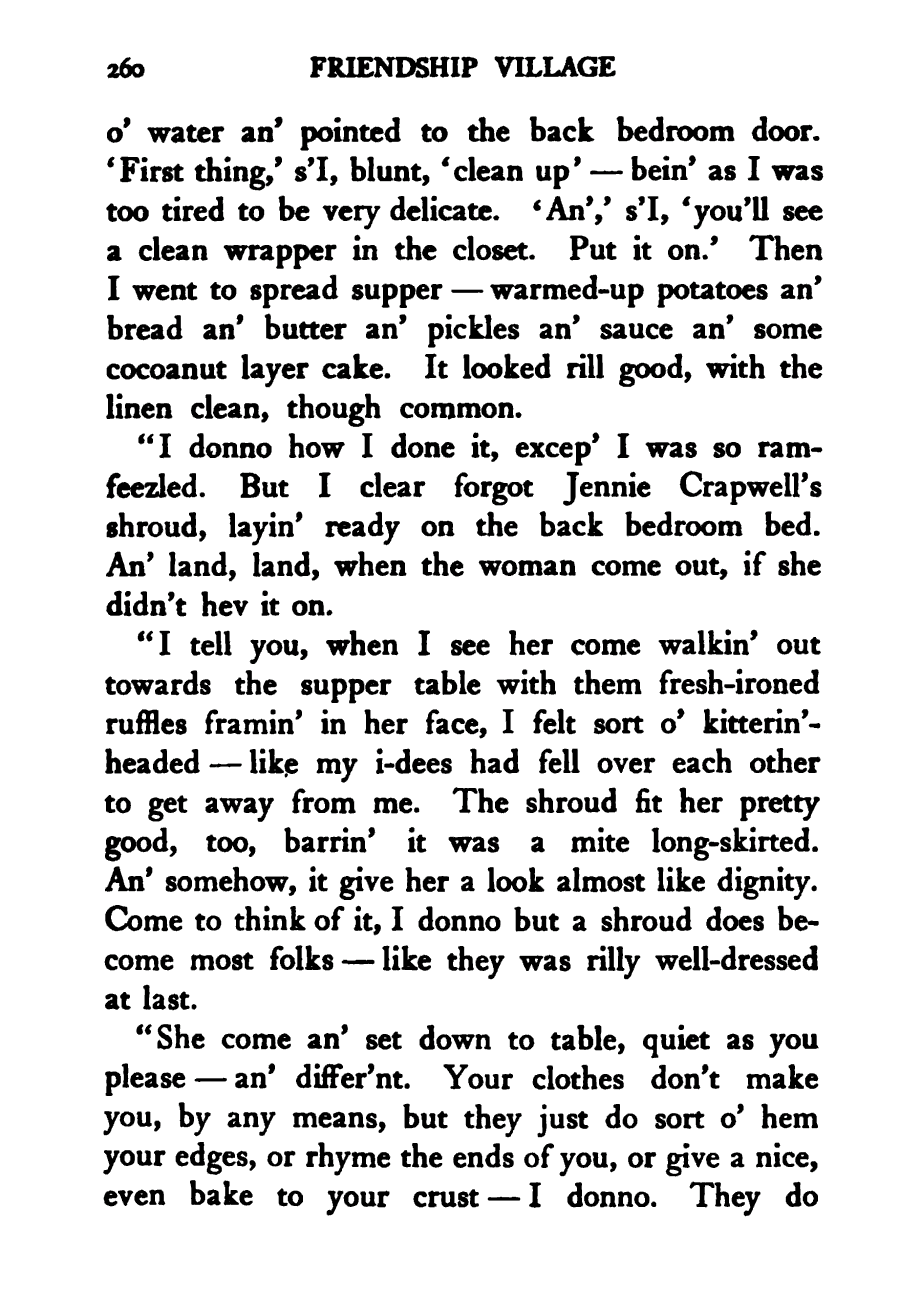 260 FRIENDSHIP VILLAGE
o’ water an’ pointed to the back bedroom door.
‘First thing,’ s’I, blunt, ‘clean up’ — bein’ as I was
too tired to be very delicate. ‘An’,’ s’I, ‘you’ll see
a clean wrapper in the closet. Put it on.’ Then
I went to spread supper — warmed-up potatoes an’
bread an’ butter an’ pickles an’ sauce an’ some
cocoanut layer cake. It looked rill good, with the
linen clean, though common.
“I donno how I done it, excep’ I was so ram-
feezled. But I clear forgot Jennie Crapwell’s
shroud, layin’ ready on the back bedroom bed.
An’ land, land, when the woman come out, if she
didn’t hev it on.
“I tell you, when I see her come walkin’ out
towards the supper table with them fresh-ironed
ruffles framin’ in her face, I felt sort o’ kitterin’-
headed — like my i-dees had fell over each other
to get away from me. The shroud fit her pretty
good, too, barrin’ it was a mite long-skirted.
An’ somehow, it give her a look almost like dignity.
Come to think of it, I donno but a shroud does be-
come most folks — like they was rilly well-dressed
at last.
“She come an’ set down to table, quiet as you
please — an’ differ’nt. Your clothes don’t make
you, by any means, but they just do sort o’ hem
your edges, or rhyme the ends of you, or give a nice,
even bake to your crust — I donno. They do